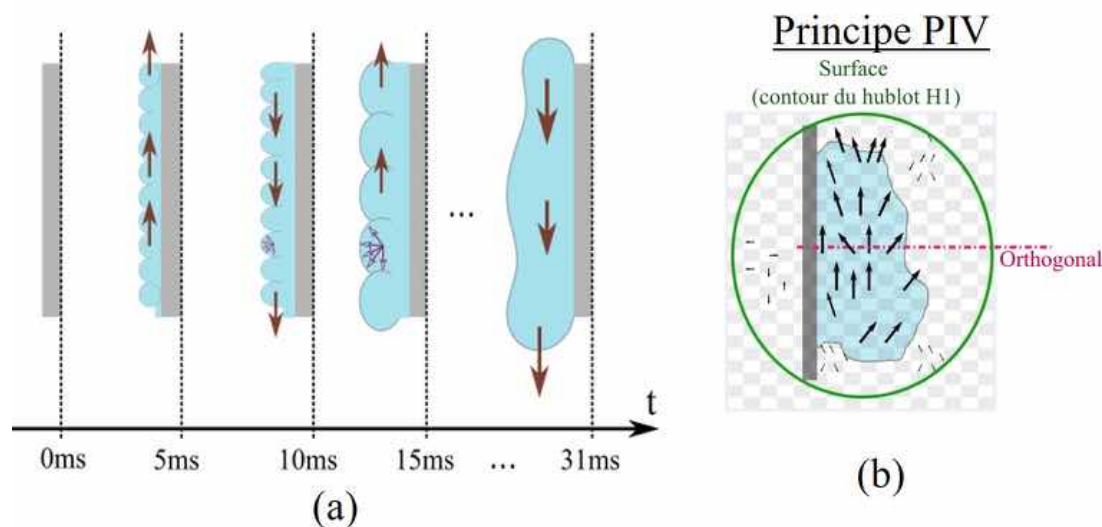 Principe PIV
Surface
(contour du hublot H1)
Orthogonal
...
t
0ms
5ms
10ms
15ms
...
31ms
(a)
(b)